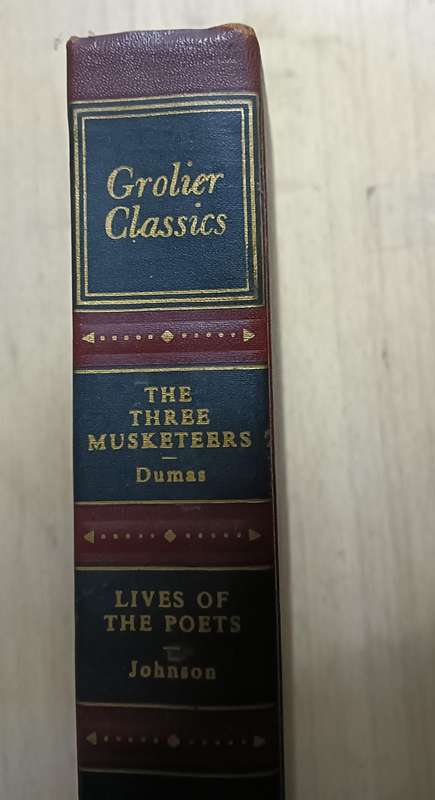 Grolier
Classics
THE
THREE
MUSKETEERS
Dumas
LIVES OF
THE POETS
Johnson